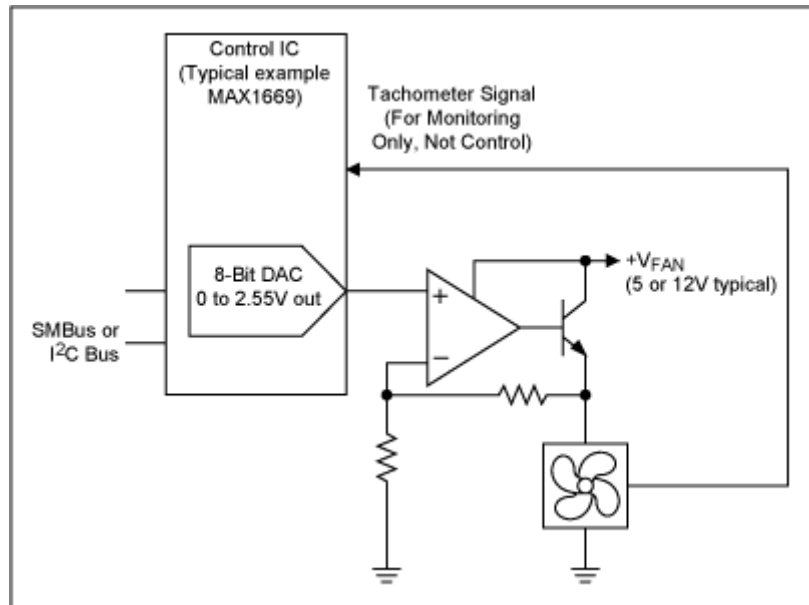 Control IC
(Typical example
MAX1669)
Tachometer Signal
(For Monitoring
Only, Not Control)
8-Bit DAC
0 to 2.55V out
+
−
+VFAN
(5 or 12V typical)
SMBus or
I2C Bus